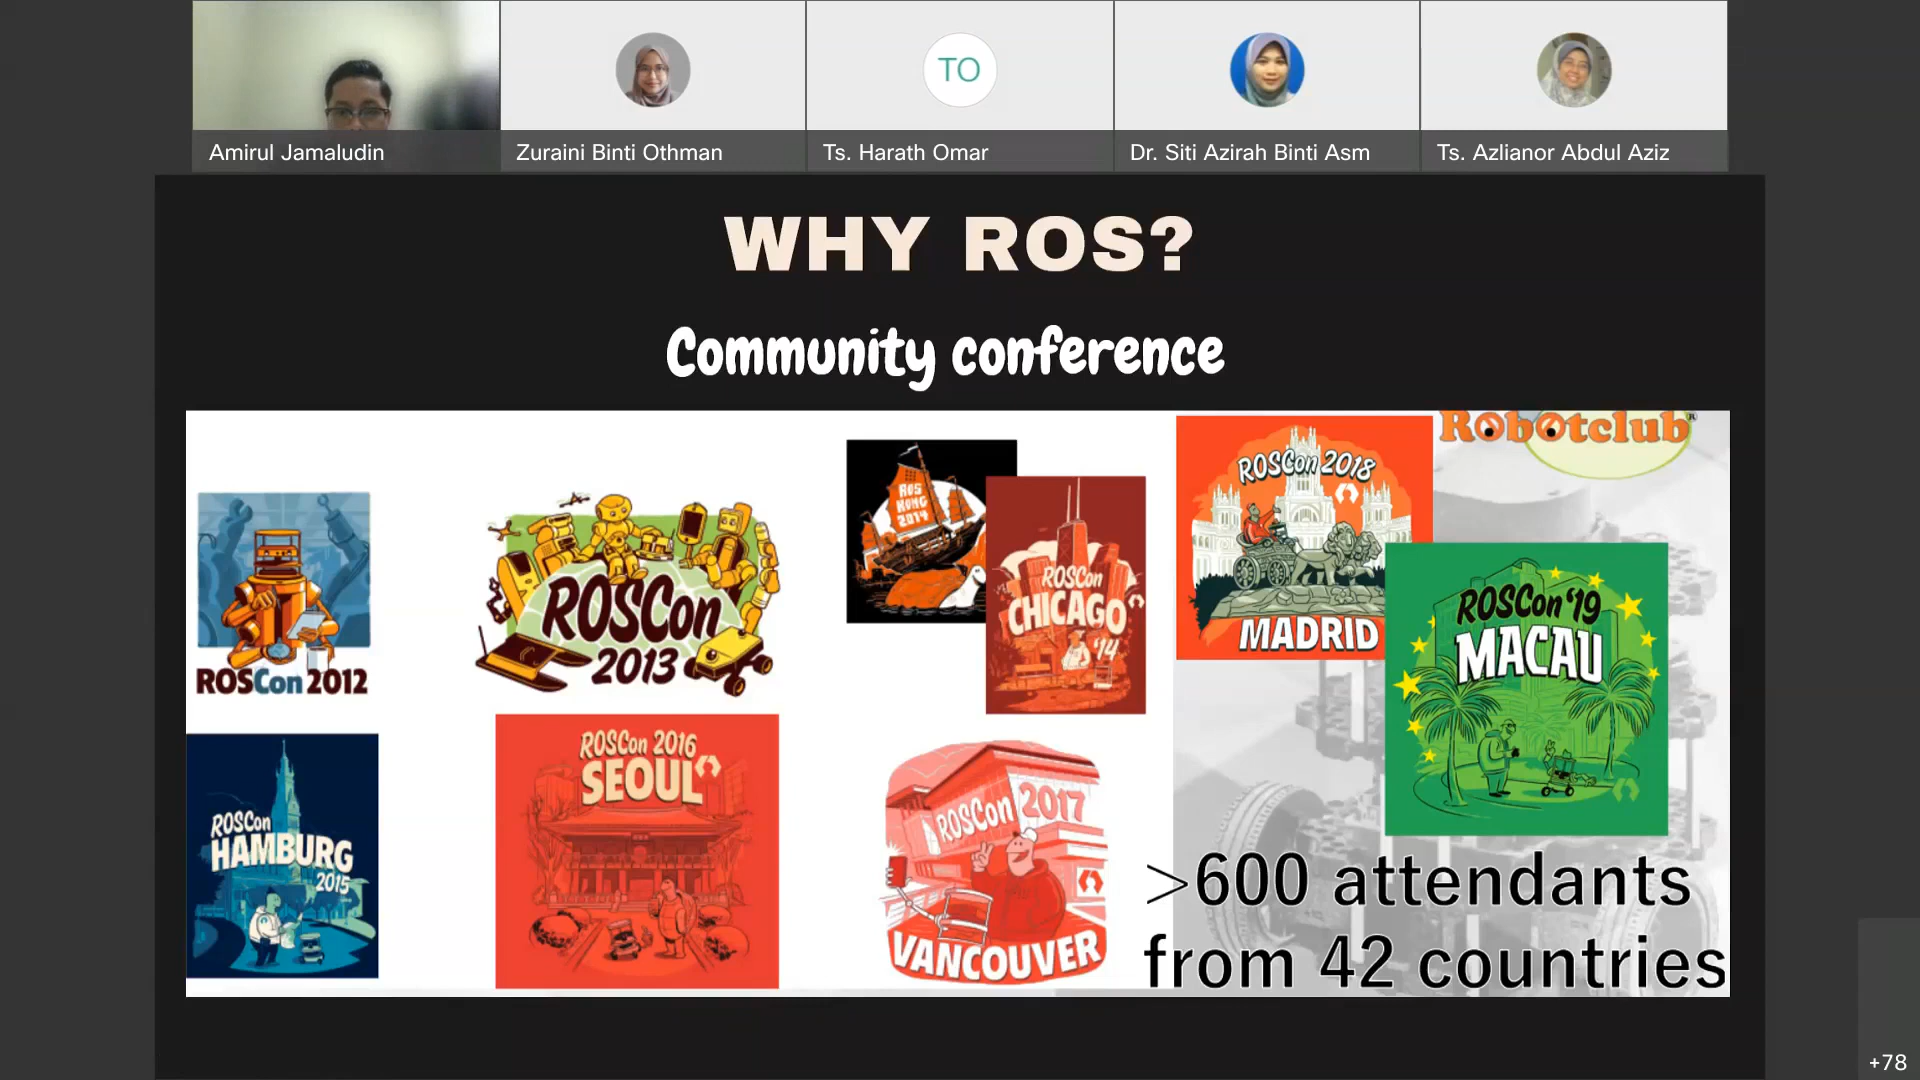 TO
Amirul Jamaludin
Zuraini Binti Othman
Ts. Harath Omar
Dr. Siti Azirah Binti Asm
Ts. Azlianor Abdul Aziz
WHY ROS?
Community conference
ROSCon 2012
ROSCon
2013
ROS
KONG
2014
ROSCon
CHICAGO
'14
ROSCon 2018
MADRID
Robotclub®
ROSCon '19
MACAU
ROSCon
HAMBURG
2015
ROSCon 2016
SEOUL
ROSCon 2017
VANCOUVER
>600 attendants
from 42 countries
+78